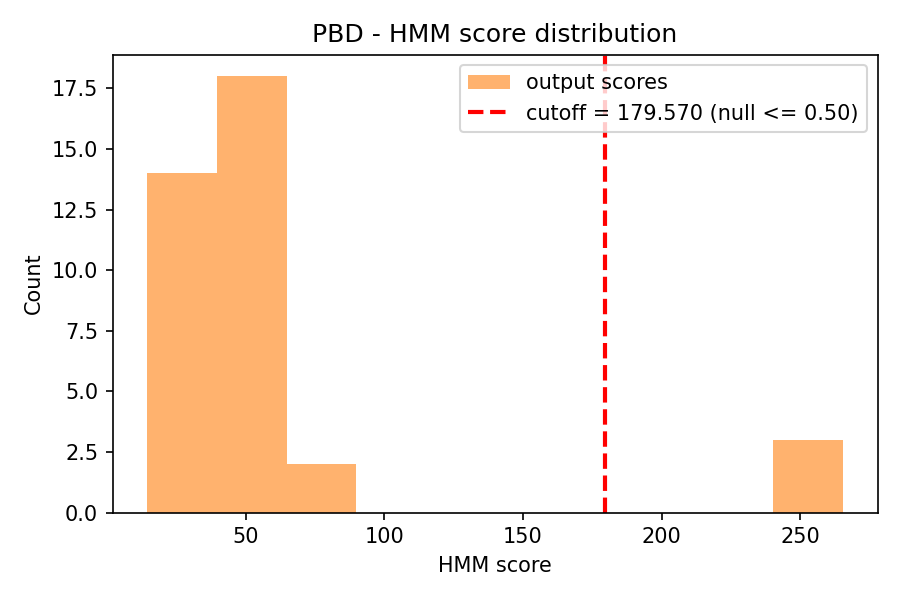 PBD - HMM score distribution
output scores
cutoff = 179.570 (null <= 0.50)
Count
17.5
15.0
12.5
10.0
7.5
5.0
2.5
0.0
50
100
150
200
250
HMM score